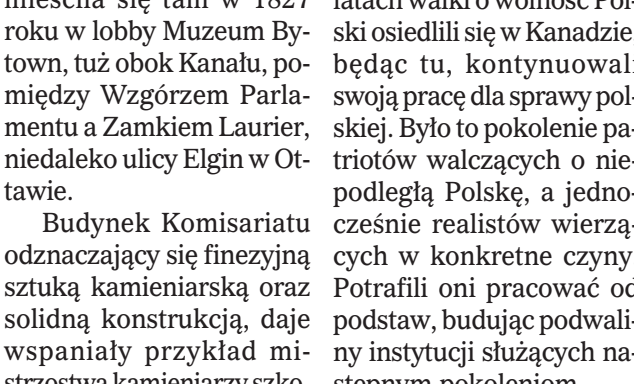 mieściła się tam w 1827
roku w lobby Muzeum By-
town, tuż obok Kanału, po-
między Wzgórzem Parla-
mentu a Zamkiem Laurier,
niedaleko ulicy Elgin w Ot-
tawie.
Budynek Komisariatu
odznaczający się finezyjną
sztuką kamieniarską oraz
solidną konstrukcją, daje
wspaniały przykład mi-
strzostwa kamieniarzy szko-
latach walki o wolność Pol-
ski osiedlili się w Kanadzie
będąc tu, kontynuowali
swoją pracę dla sprawy pol-
skiej. Było to pokolenie pa-
triotów walczących o nie-
podległą Polskę, a jedno-
cześnie realistów wierzą-
cych w konkretne czyny
Potrafili oni pracować od
podstaw, budując podwali-
ny instytucji służących na-
stępnym pokoleniom